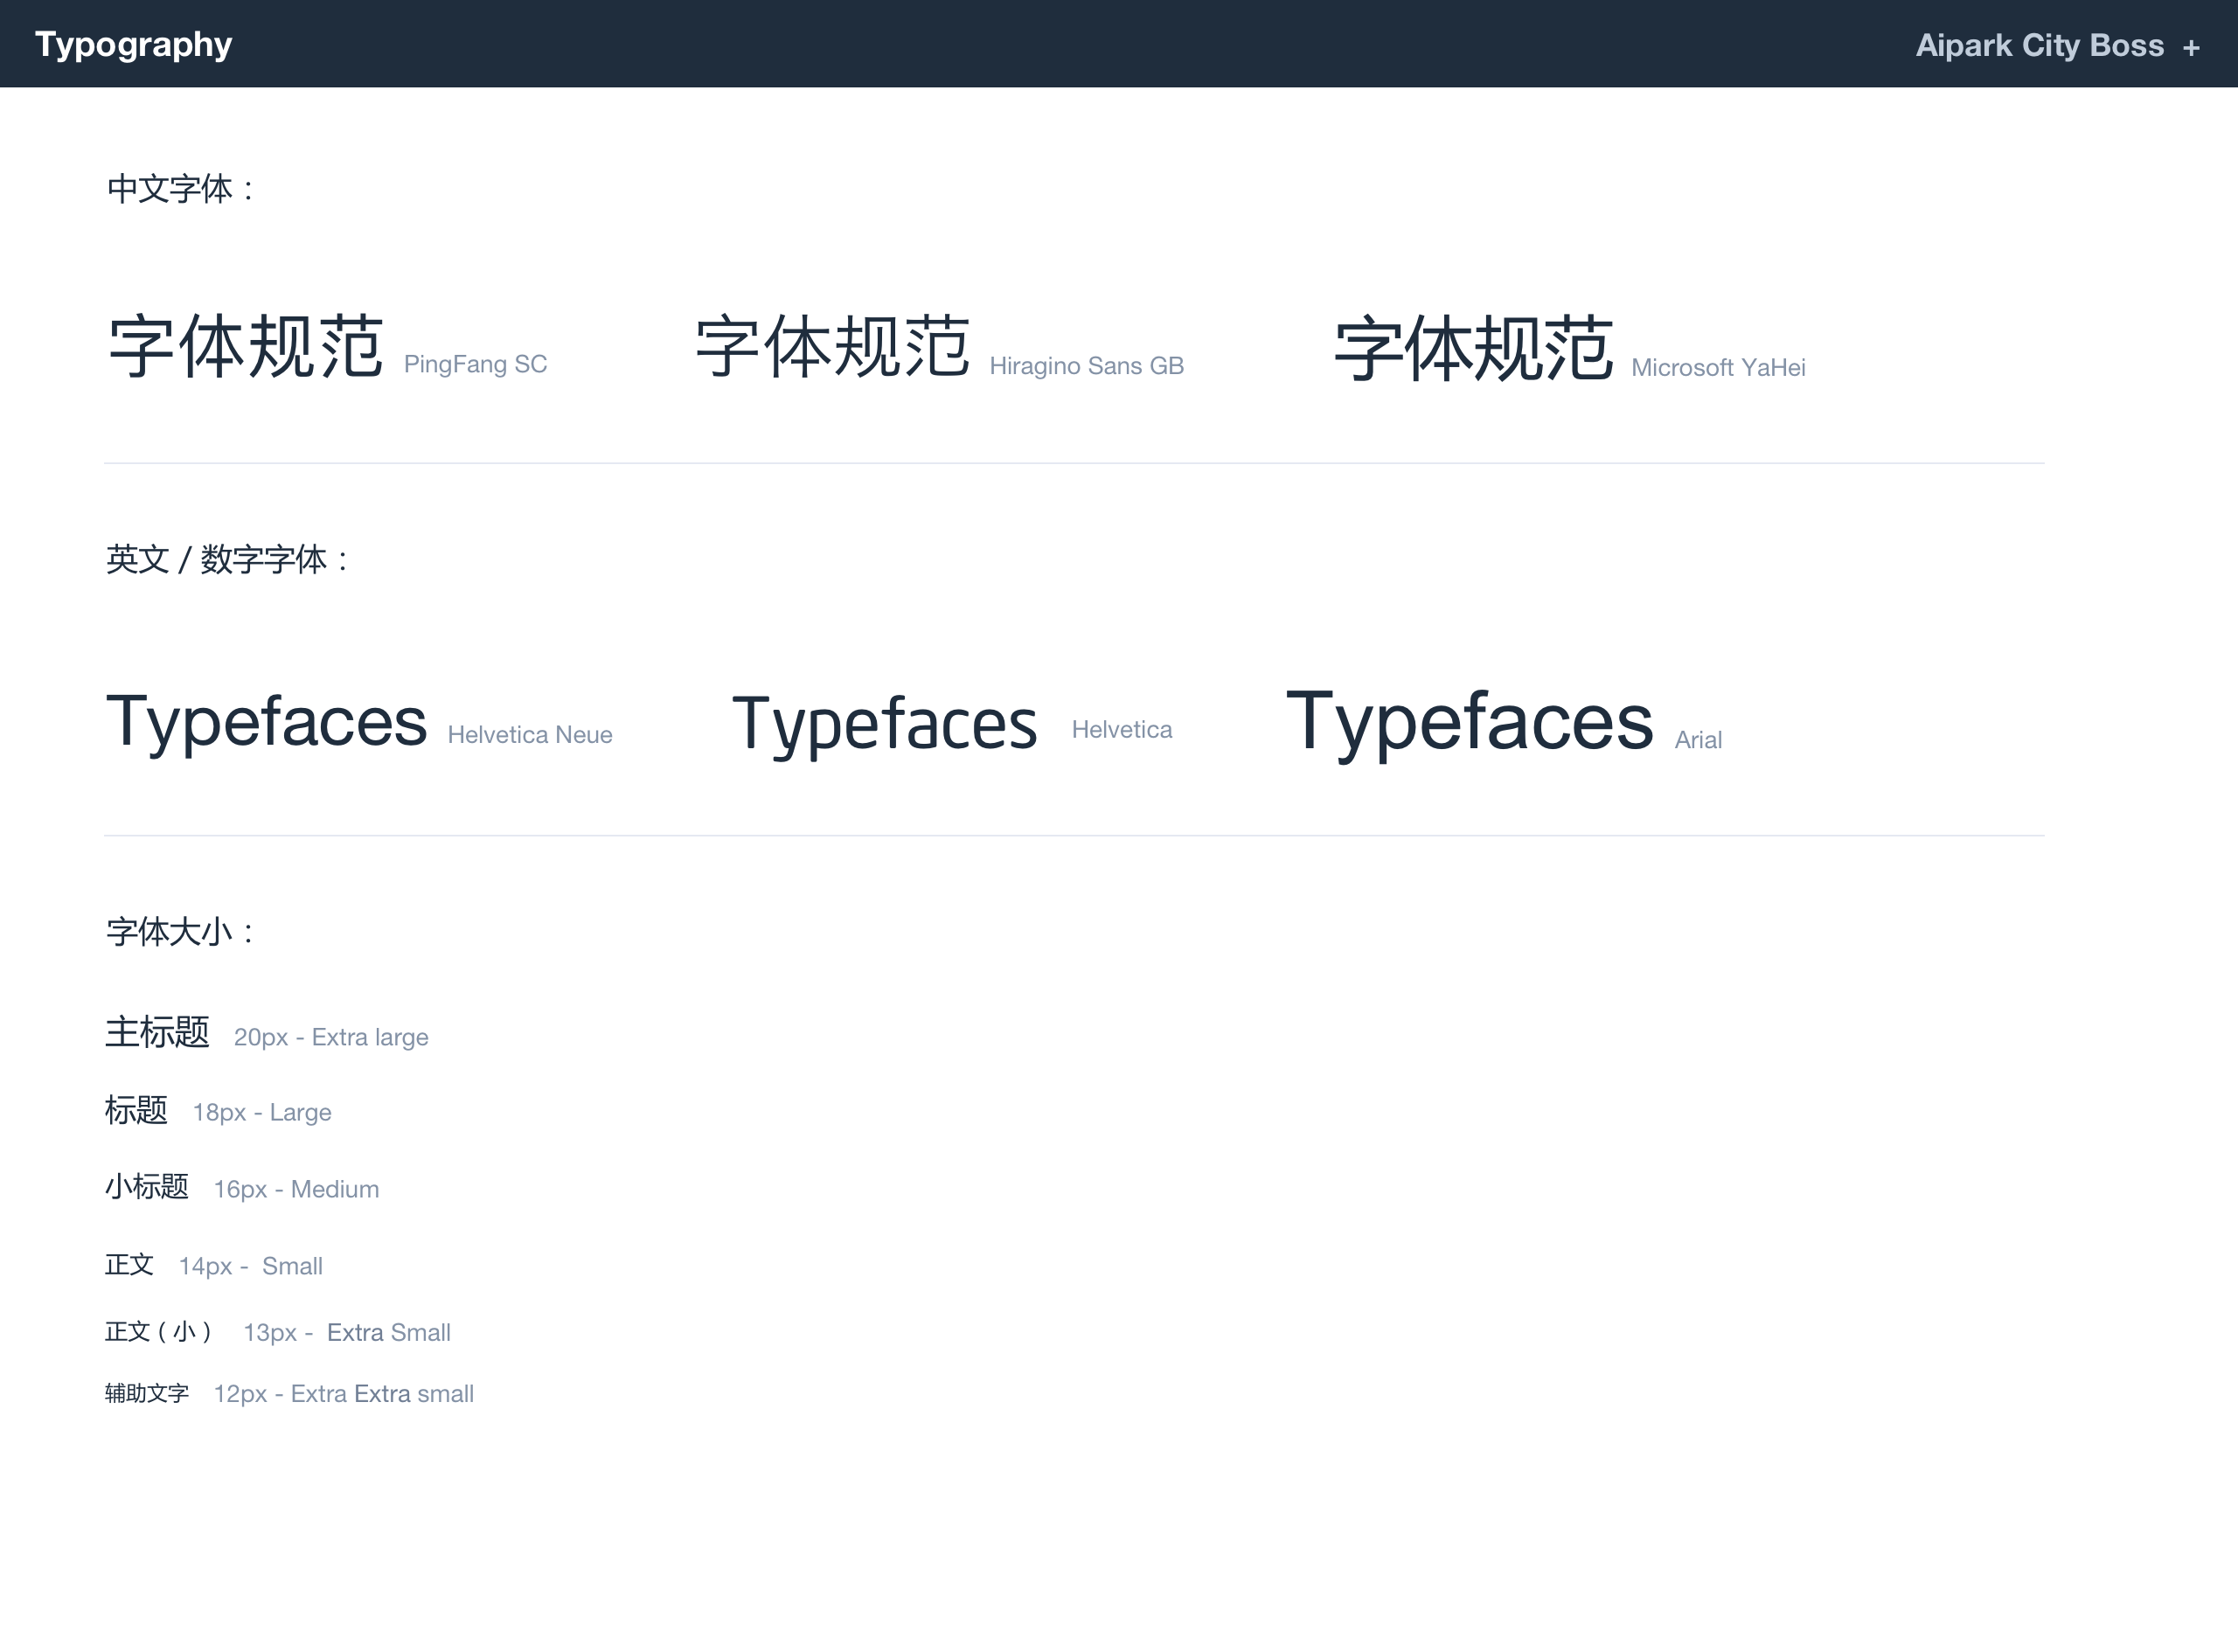 Typography Aipark City Boss +
中文字体：
字体规范 PingFang SC 字体规范 Hiragino Sans GB 字体规范 Microsoft YaHei
英文 / 数字字体：
Typefaces Helvetica Neue Typefaces Helvetica Typefaces Arial
字体大小：
主标题 20px - Extra large
标题 18px - Large
小标题 16px - Medium
正文 14px - Small
正文（小） 13px - Extra Small
辅助文字 12px - Extra Extra small